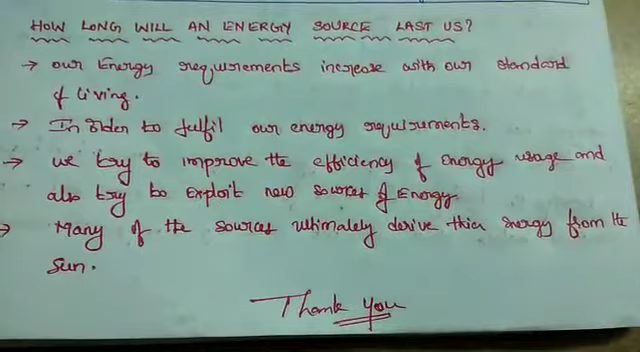 HOW LONG WILL AN ENERGY SOURCE LAST US?
→ our Energy requirements increase with our standard
of living.
→ In order to fulfil our energy requirements.
→ we try to improve the efficiency of energy usage and
also try to exploit new sources of Energy
→ Many of the sources ultimately derive their energy from the
Sun.
Thank you